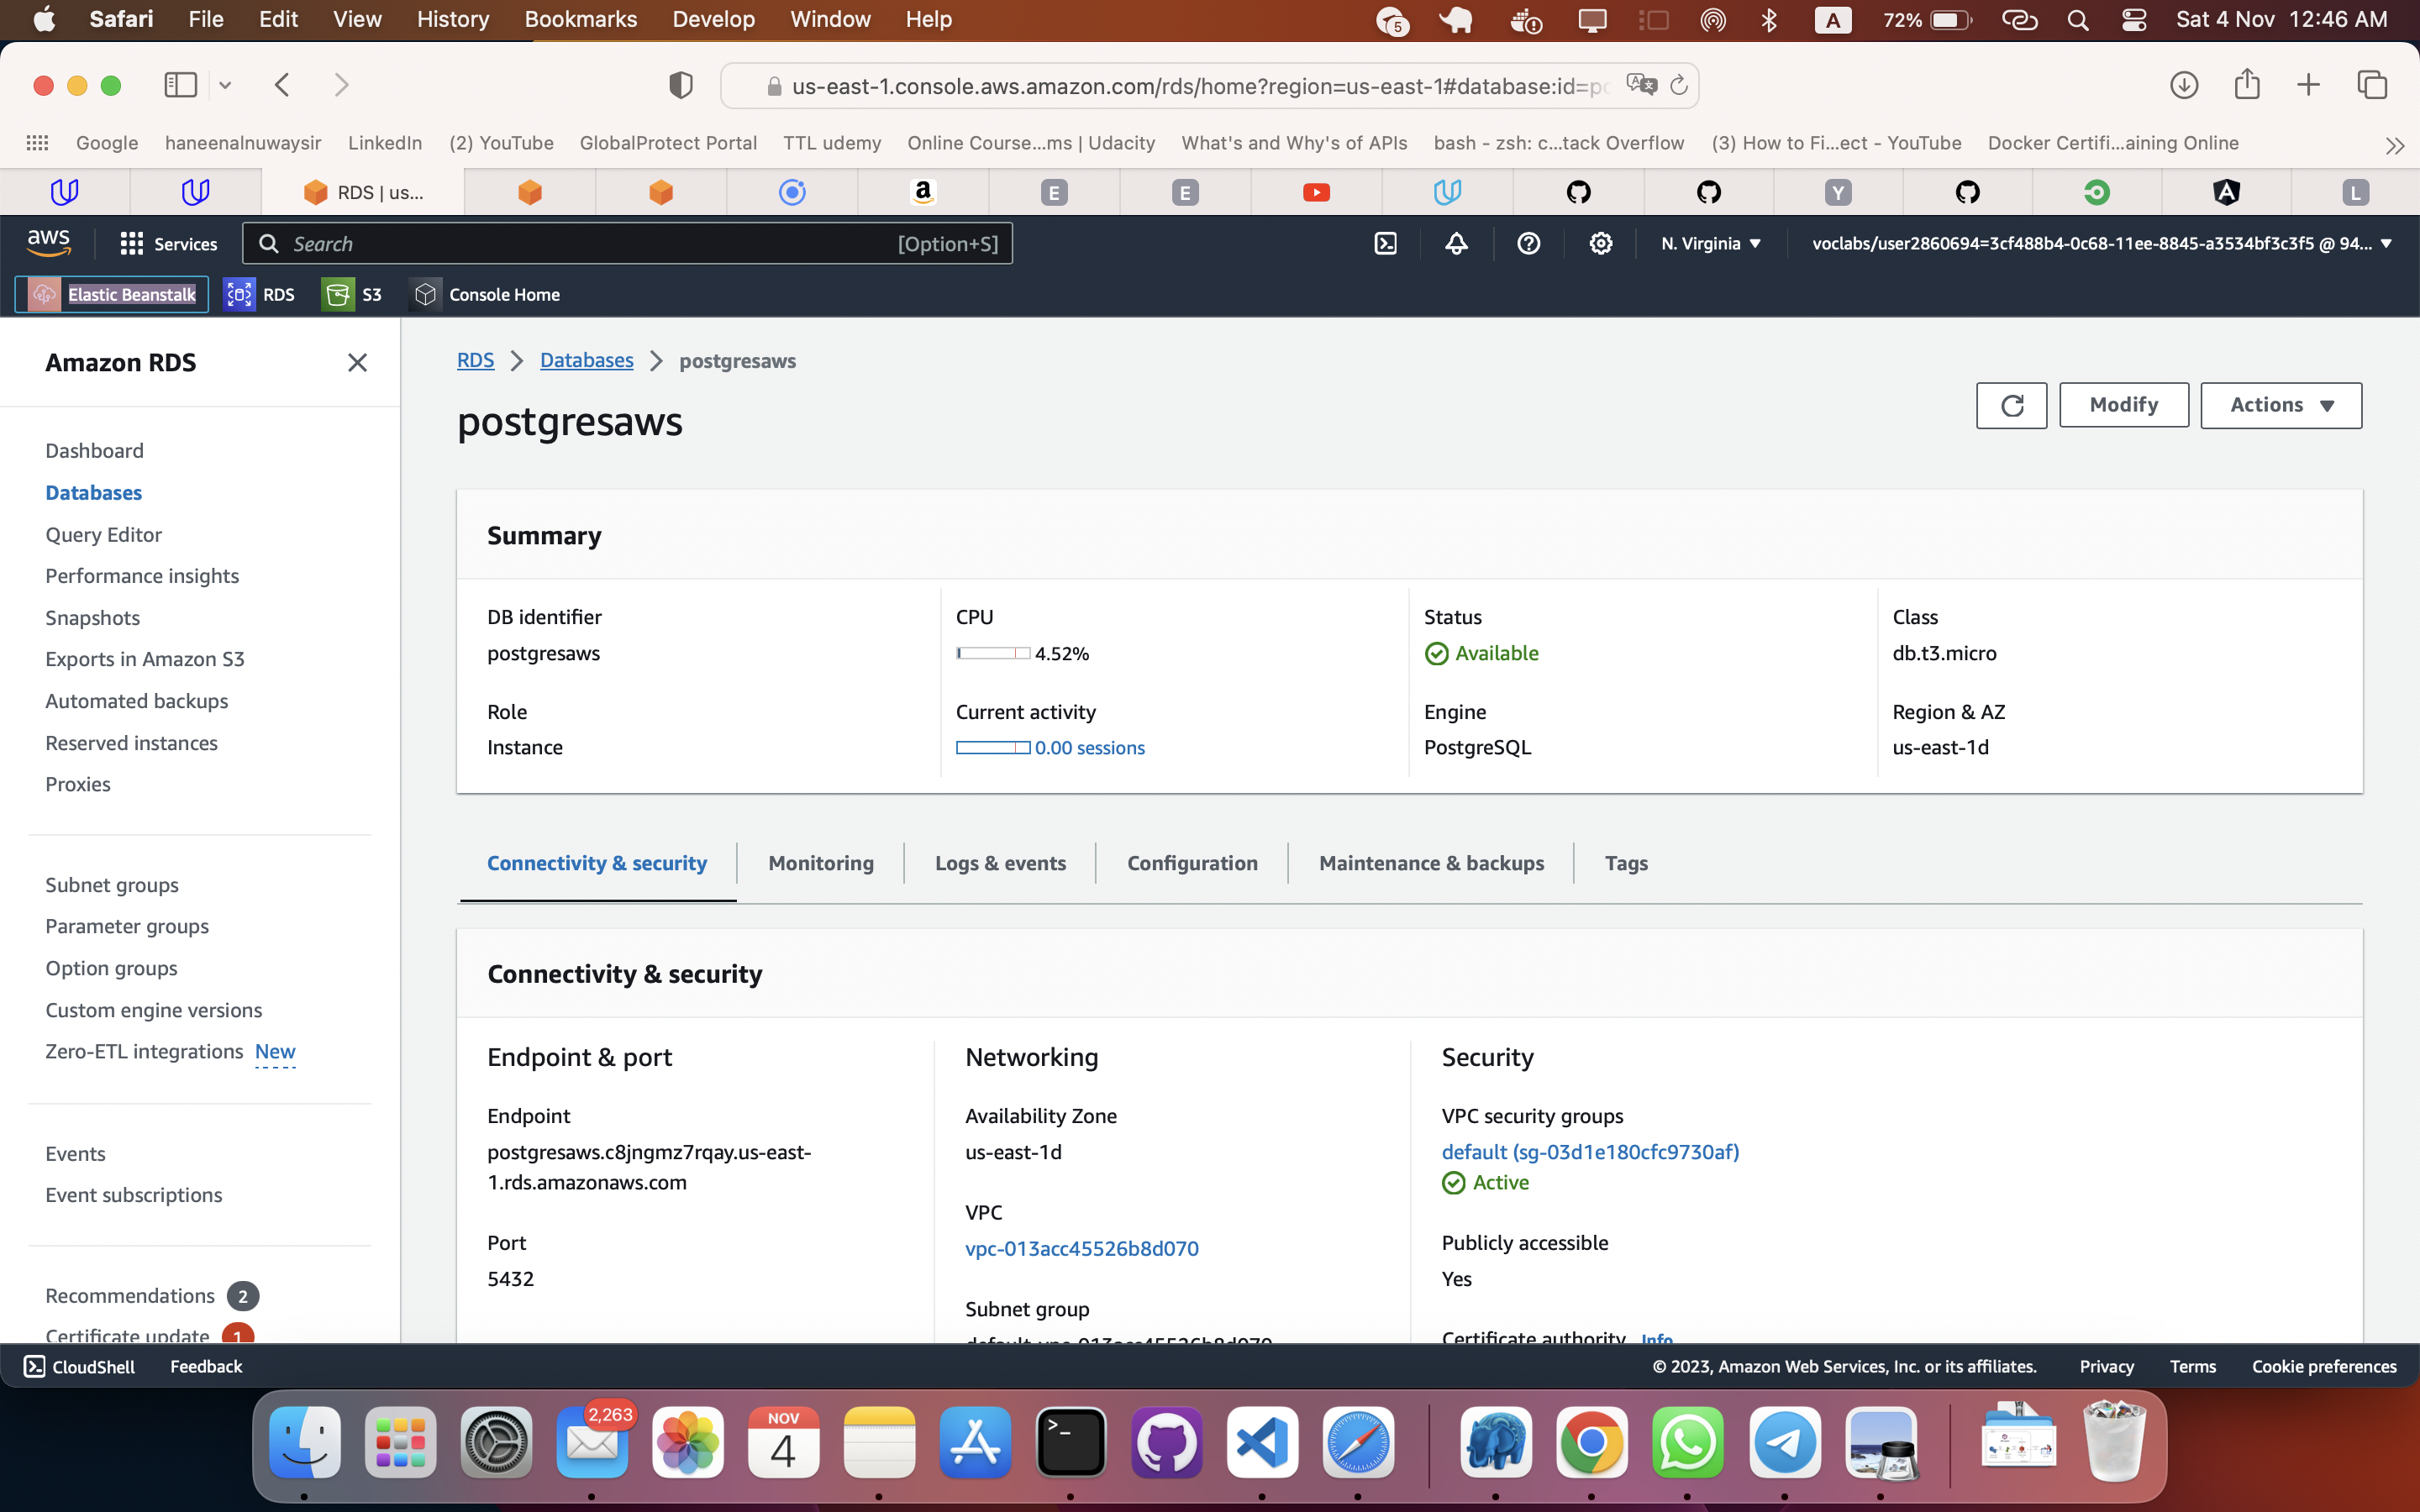 Safari File Edit View History Bookmarks Develop Window Help 5 A 72% Sat 4 Nov 12:46 AM
us-east-1.console.aws.amazon.com/rds/home?region=us-east-1#database:id=po
Google haneenalnuwaysir LinkedIn (2) YouTube GlobalProtect Portal TTL udemy Online Course...ms | Udacity What's and Why's of APIs bash - zsh: c...tack Overflow (3) How to Fi...ect - YouTube Docker Certifi...aining Online
RDS | us... a E E Y A L
aws Services Search [Option+S] N. Virginia voclabs/user2860694=3cf488b4-0c68-11ee-8845-a3534bf3c3f5 @ 94...
Elastic Beanstalk RDS S3 Console Home
Amazon RDS
Dashboard
Databases
Query Editor
Performance insights
Snapshots
Exports in Amazon S3
Automated backups
Reserved instances
Proxies
Subnet groups
Parameter groups
Option groups
Custom engine versions
Zero-ETL integrations New
Events
Event subscriptions
Recommendations 2
Certificate update 1
RDS Databases postgresaws
postgresaws
Modify Actions
Summary
DB identifier
postgresaws
CPU
4.52%
Status
Available
Class
db.t3.micro
Role
Instance
Current activity
0.00 sessions
Engine
PostgreSQL
Region & AZ
us-east-1d
Connectivity & security Monitoring Logs & events Configuration Maintenance & backups Tags
Connectivity & security
Endpoint & port
Endpoint
postgresaws.c8jngmz7rqay.us-east-
1.rds.amazonaws.com
Port
5432
Networking
Availability Zone
us-east-1d
VPC
vpc-013acc45526b8d070
Subnet group
default-vpc-013acc45526b8d070
Security
VPC security groups
default (sg-03d1e180cfc9730af)
Active
Publicly accessible
Yes
Certificate authority Info
CloudShell Feedback © 2023, Amazon Web Services, Inc. or its affiliates. Privacy Terms Cookie preferences
2,263
NOV
4